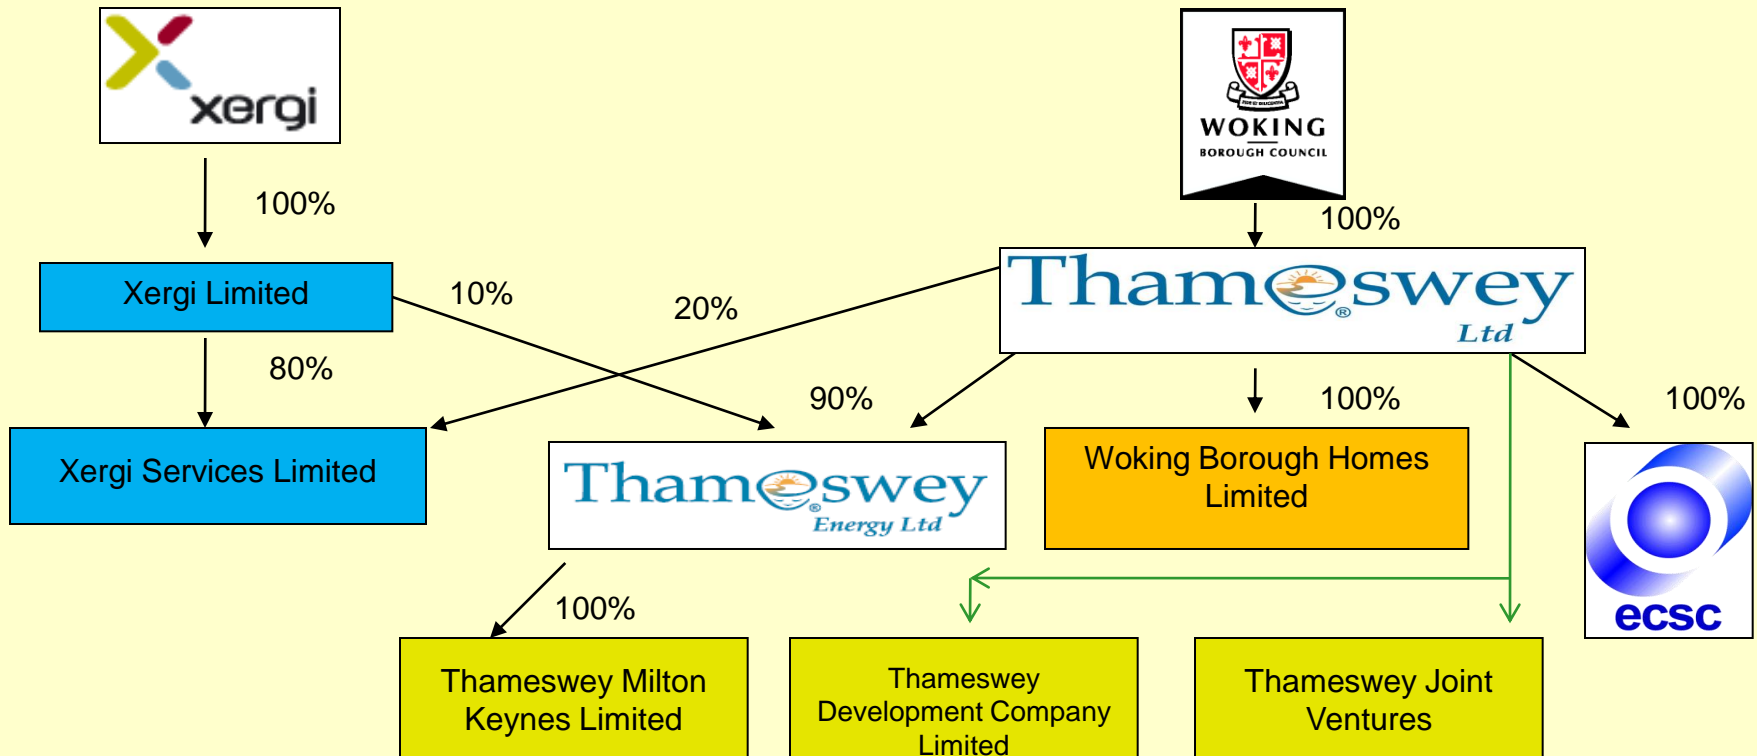 xergi
WOKING
BOROUGH COUNCIL
100%
100%
Thameswey
®
Ltd
Xergi Limited
10%
20%
80%
90%
100%
100%
Xergi Services Limited
Thameswey
®
Energy Ltd
Woking Borough Homes
Limited
ecsc
100%
Thameswey Milton
Keynes Limited
Thameswey
Development Company
Limited
Thameswey Joint
Ventures